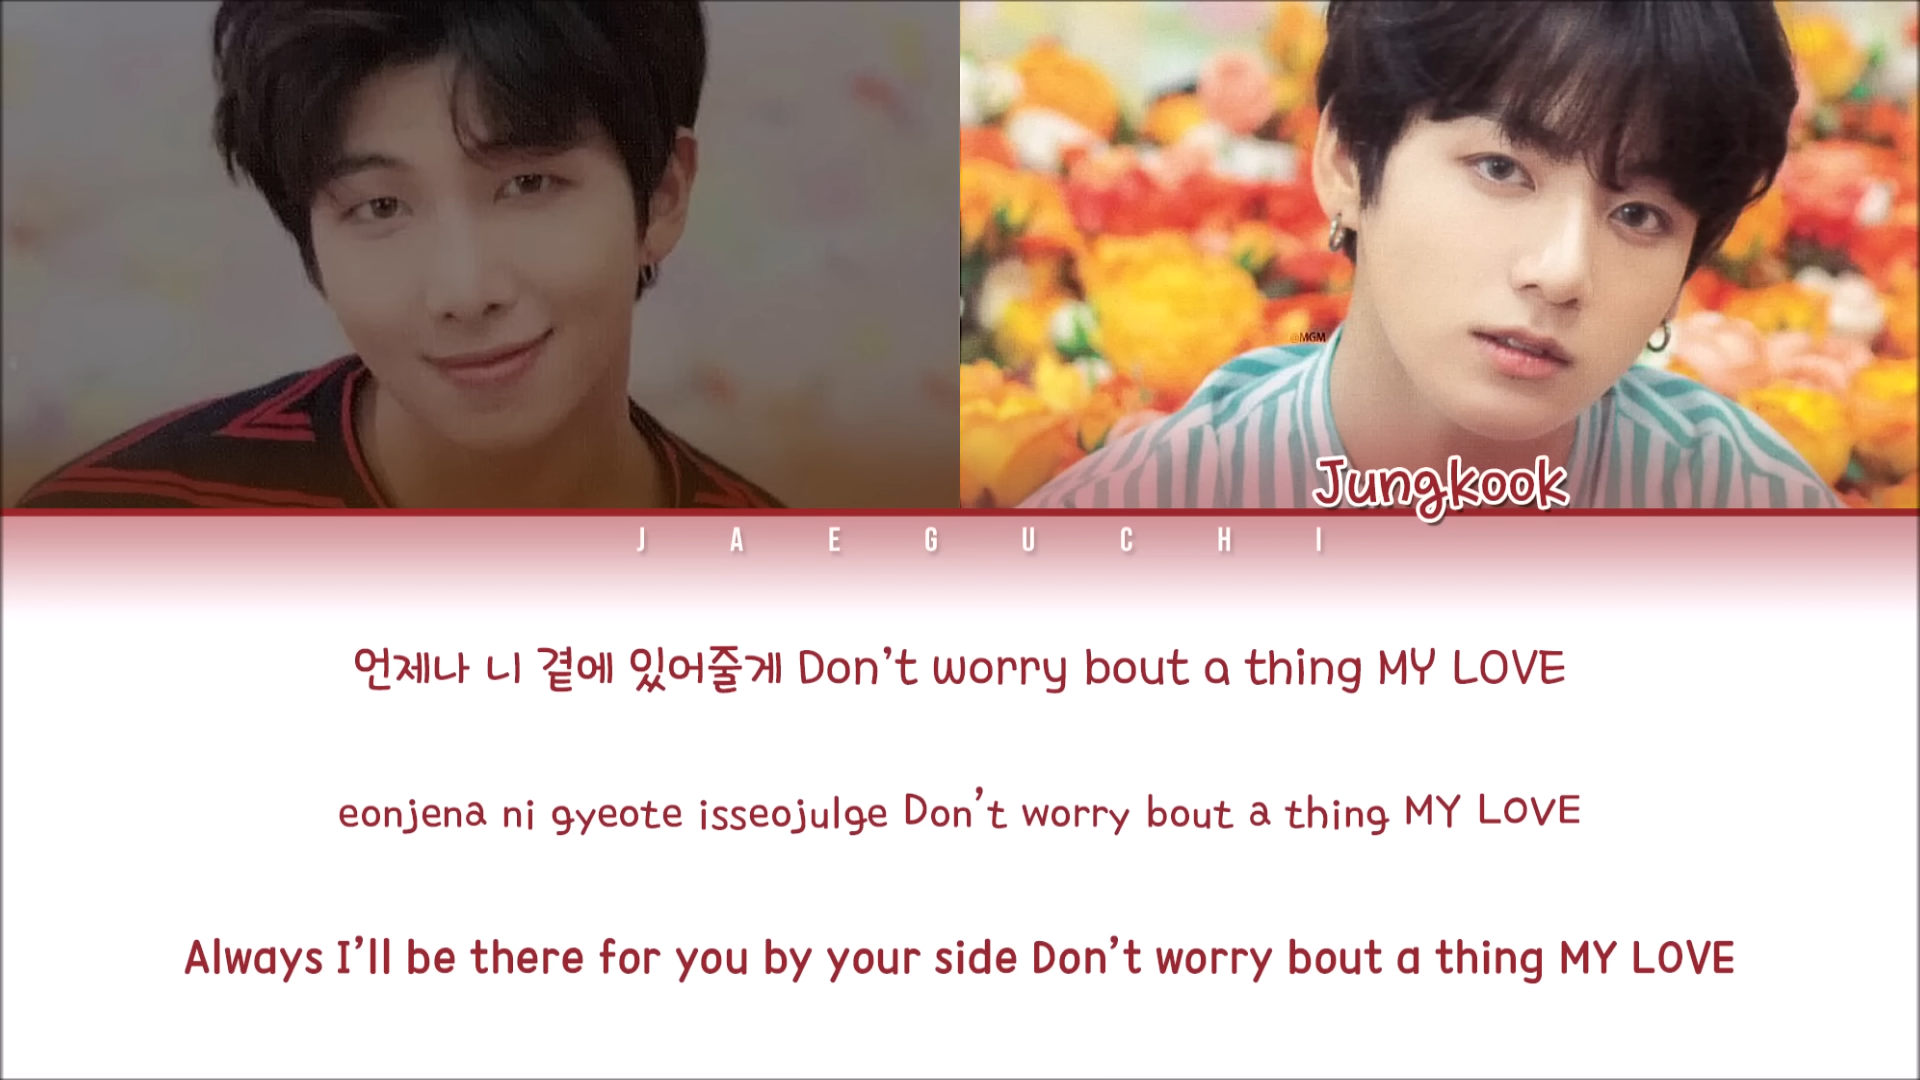 @MGM
Jungkook
JAEGUCHI
언제나 니 곁에 있어줄게 Don't worry bout a thing MY LOVE
eonjena ni gyeote isseojulge Don't worry bout a thing MY LOVE
Always I'll be there for you by your side Don't worry bout a thing MY LOVE